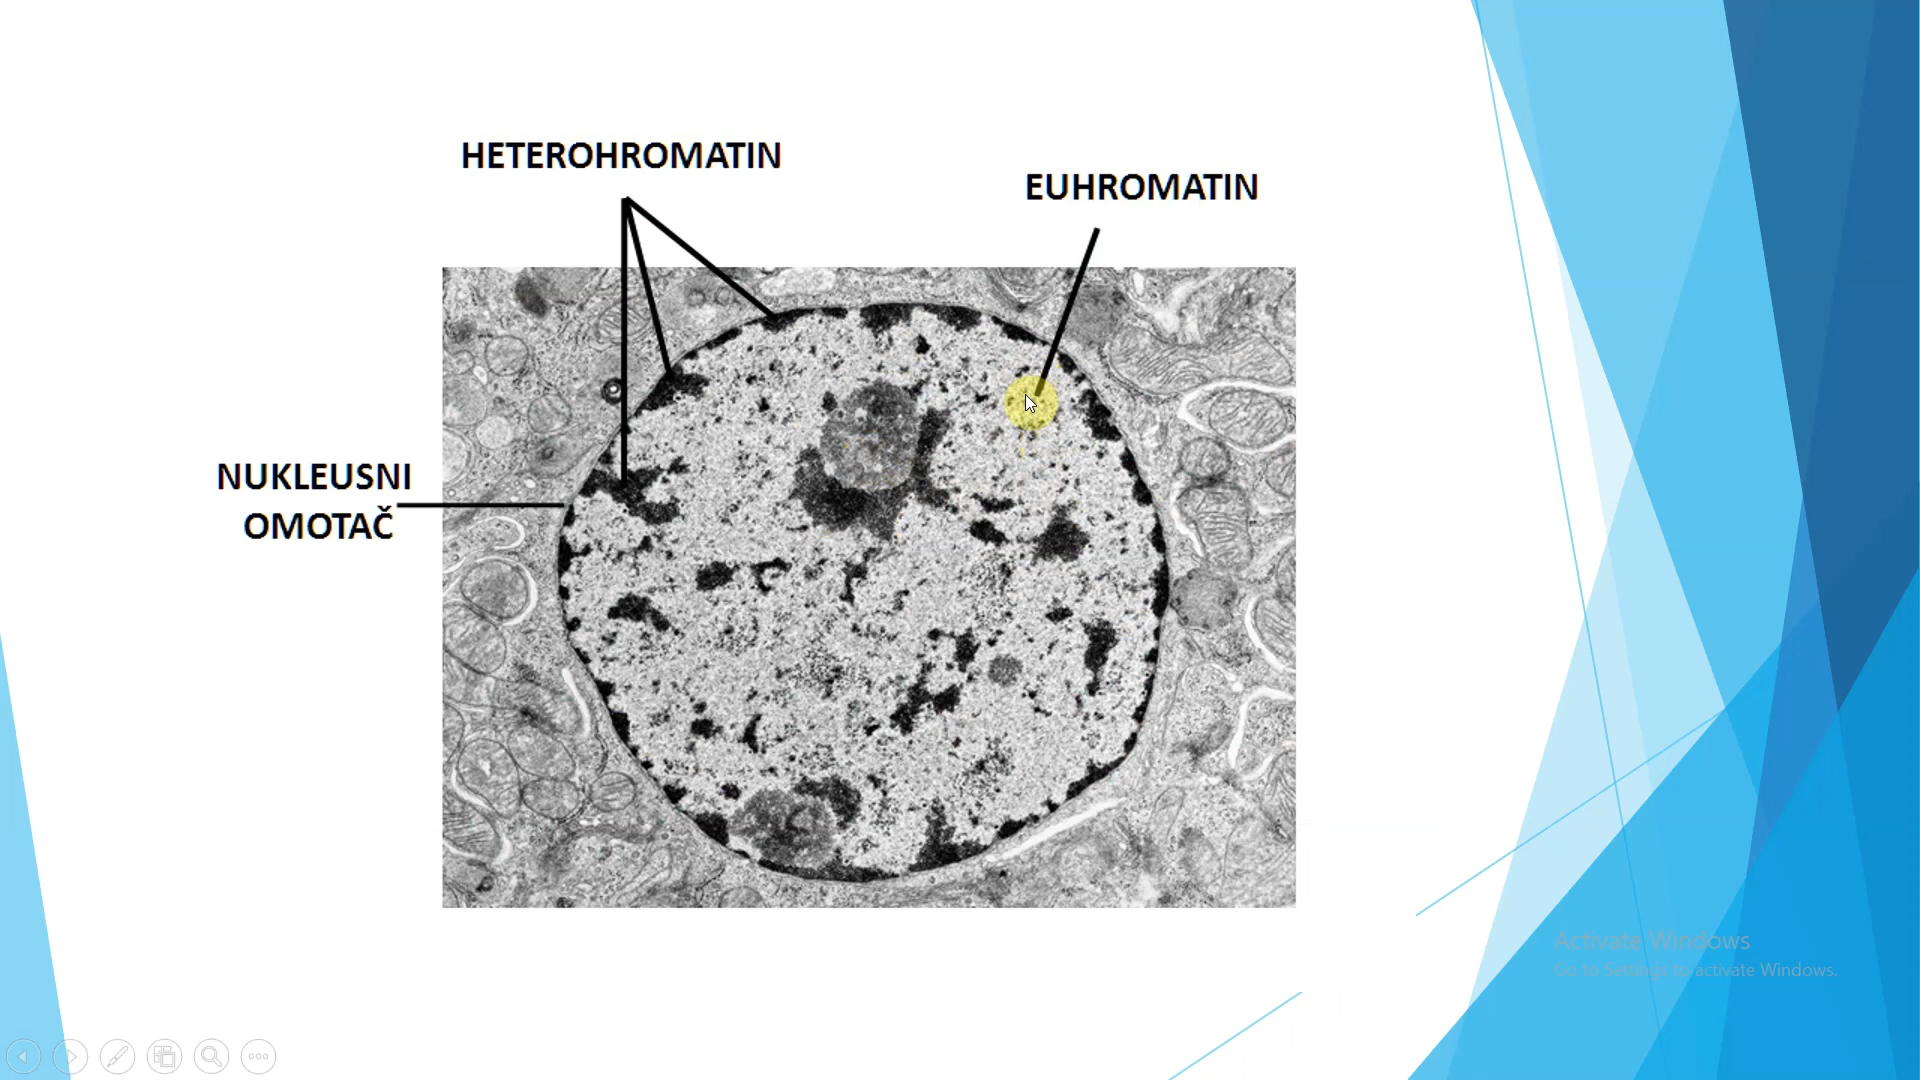 HETEROHROMATIN
EUHROMATIN
NUKLEUSNI
OMOTAČ
Activate Windows
Go to Settings to activate Windows.